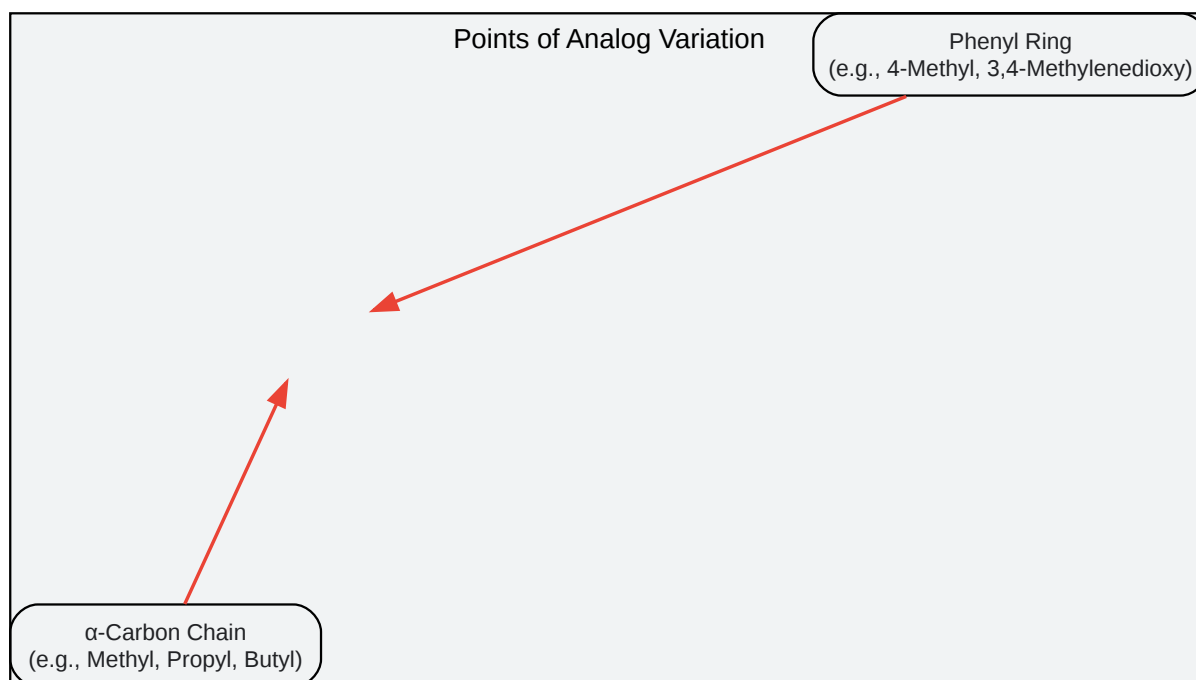 Points of Analog Variation
Phenyl Ring
(e.g., 4-Methyl, 3,4-Methylenedioxy)
α-Carbon Chain
(e.g., Methyl, Propyl, Butyl)